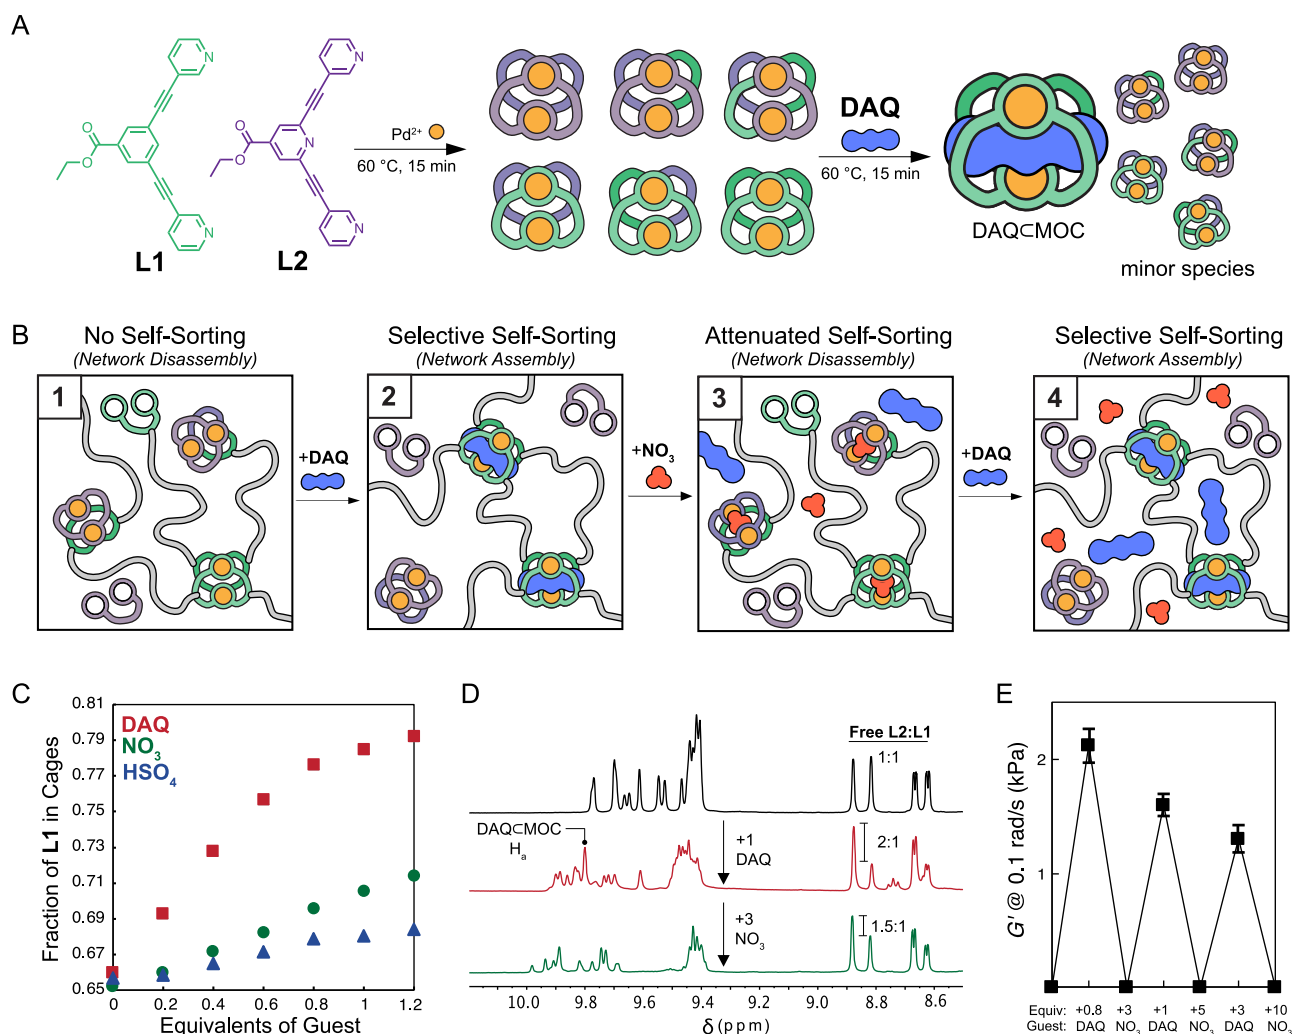 A
N
N
O
O
N
N
N
O
O
L1
L2
Pd2+
60 °C, 15 min
DAQ
60 °C, 15 min
DAQ⊂MOC
minor species
B
No Self-Sorting
(Network Disassembly)
Selective Self-Sorting
(Network Assembly)
Attenuated Self-Sorting
(Network Disassembly)
Selective Self-Sorting
(Network Assembly)
1
+DAQ
2
+NO3
3
+DAQ
4
C
Fraction of L1 in Cages
0.81
0.79
0.77
0.75
0.73
0.71
0.69
0.67
0.65
DAQ
NO3
HSO4
0 0.2 0.4 0.6 0.8 1 1.2
Equivalents of Guest
D
Free L2:L1
1:1
DAQ⊂MOC
Ha
+1
DAQ
2:1
+3
NO3
1.5:1
10.0 9.8 9.6 9.4 9.2 9.0 8.8 8.6
δ (ppm)
E
G' @ 0.1 rad/s (kPa)
2
1
0
Equiv: +0.8 +3 +1 +5 +3 +10
Guest: DAQ NO3 DAQ NO3 DAQ NO3